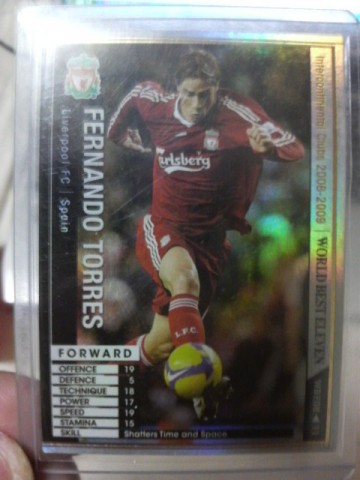 Intercontinental Clubs 2008-2009 | WORLD BEST ELEVEN
FERNANDO TORRES
Liverpool FC | Spain
Carlsberg
L.F.C.
FORWARD
OFFENCE 19
DEFENCE 5
TECHNIQUE 18
POWER 17
SPEED 19
STAMINA 15
SKILL Shatters Time and Space